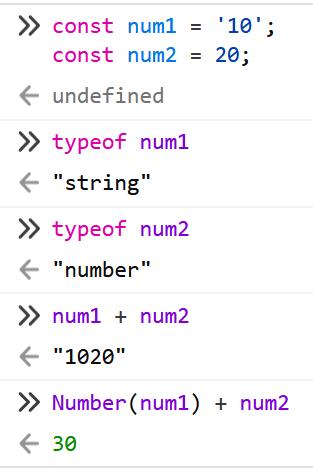 >> const num1 = '10';
const num2 = 20;
← undefined
>> typeof num1
← "string"
>> typeof num2
← "number"
>> num1 + num2
← "1020"
>> Number(num1) + num2
← 30